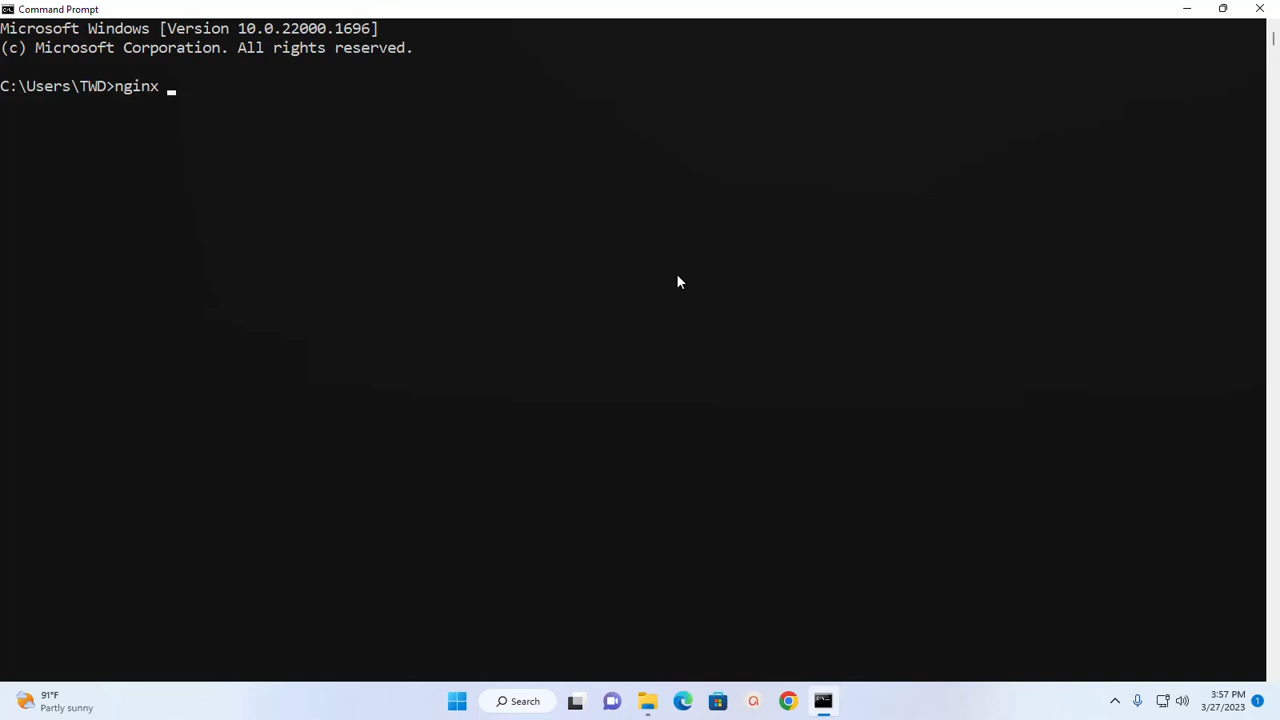 Command Prompt
Microsoft Windows [Version 10.0.22000.1696]
(c) Microsoft Corporation. All rights reserved.
C:\Users\TWD>nginx _
91°F
Partly sunny
Search
3:57 PM
3/27/2023
1